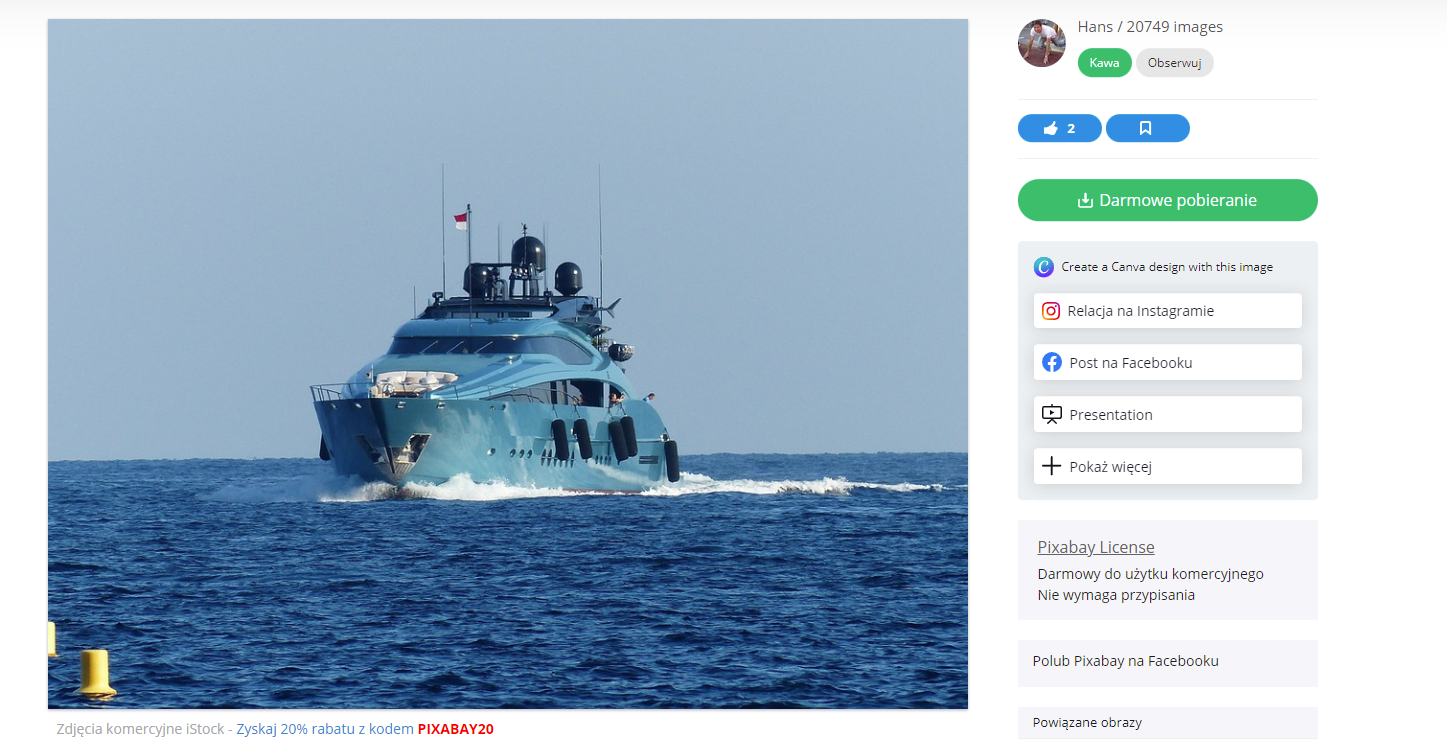 Hans / 20749 images
Kawa
Obserwuj
2
Darmowe pobieranie
Create a Canva design with this image
Relacja na Instagramie
Post na Facebooku
Presentation
Pokaż więcej
Pixabay License
Darmowy do użytku komercyjnego
Nie wymaga przypisania
Polub Pixabay na Facebooku
Powiązane obrazy
Zdjęcia komercyjne iStock - Zyskaj 20% rabatu z kodem PIXABAY20